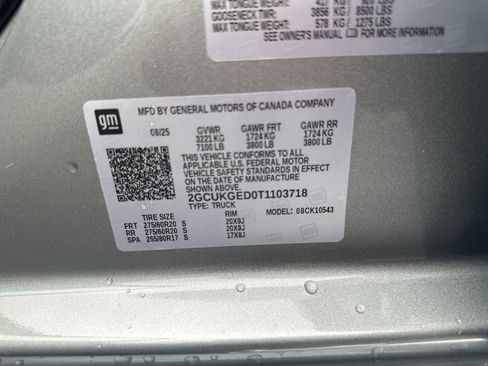 MAX TONGUE WEIGHT: 417 KG/ 920 LBS
GOOSENECK TWR: 3856 KG/ 8500 LBS
MAX TONGUE WEIGHT: 578 KG/ 1275 LBS
SEE OWNER'S MANUAL FOR MORE INFORMATION
gm
MFD BY GENERAL MOTORS OF CANADA COMPANY
08/25 GVWR GAWR FRT GAWR RR
3221 KG 1724 KG 1724 KG
7100 LB 3800 LB 3800 LB
THIS VEHICLE CONFORMS TO ALL
APPLICABLE U.S. FEDERAL MOTOR
VEHICLE SAFETY STANDARDS IN EFFECT
ON THE DATE OF MANUFACTURE
2GCUKGED0T1103718
TYPE: TRUCK MODEL: 08CK10543
TIRE SIZE RIM
FRT 275/60R20 S 20X9J
RR 275/60R20 S 20X9J
SPA 255/80R17 S 17X8J